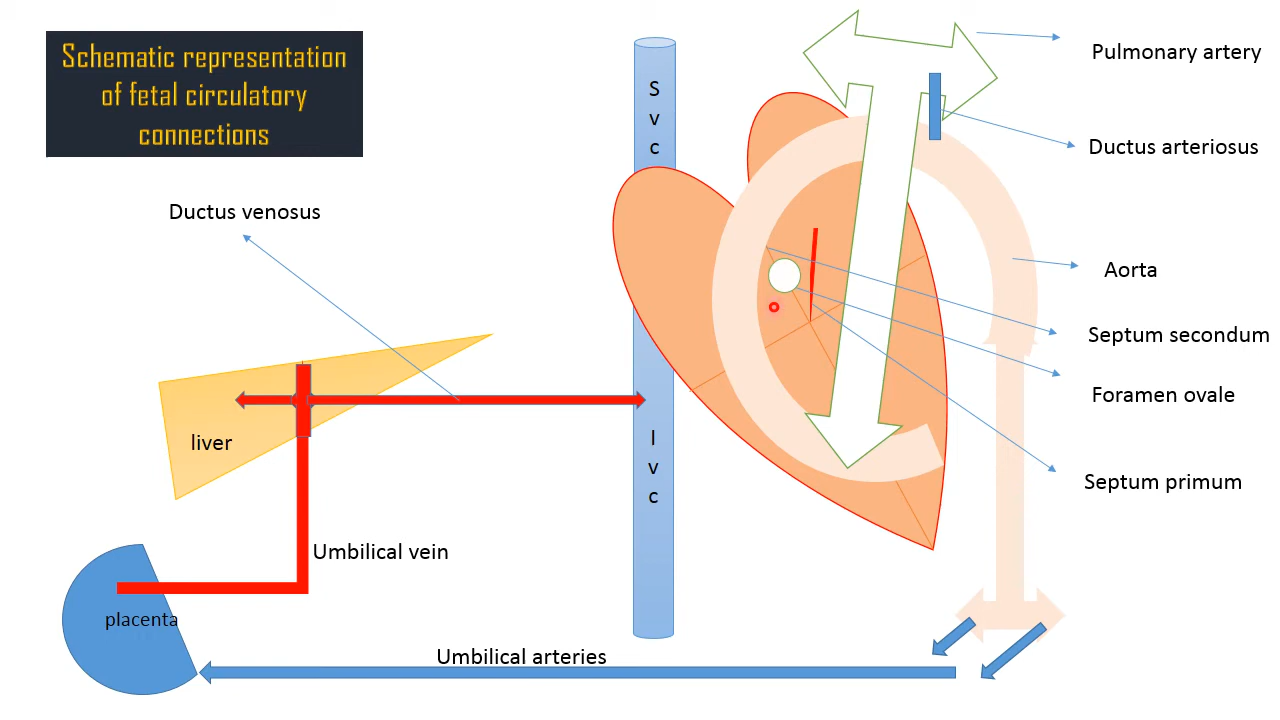 Schematic representation
of fetal circulatory
connections
S
v
c
Pulmonary artery
Ductus arteriosus
Ductus venosus
Aorta
Septum secondum
Foramen ovale
liver
I
v
c
Septum primum
Umbilical vein
placenta
Umbilical arteries